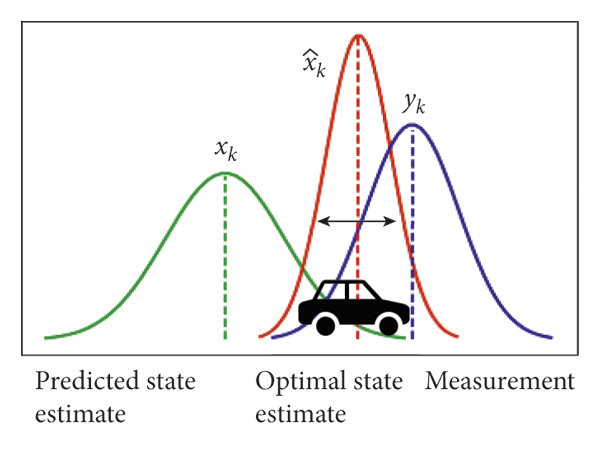 x̂k
yk
xk
Predicted state estimate
Optimal state estimate
Measurement